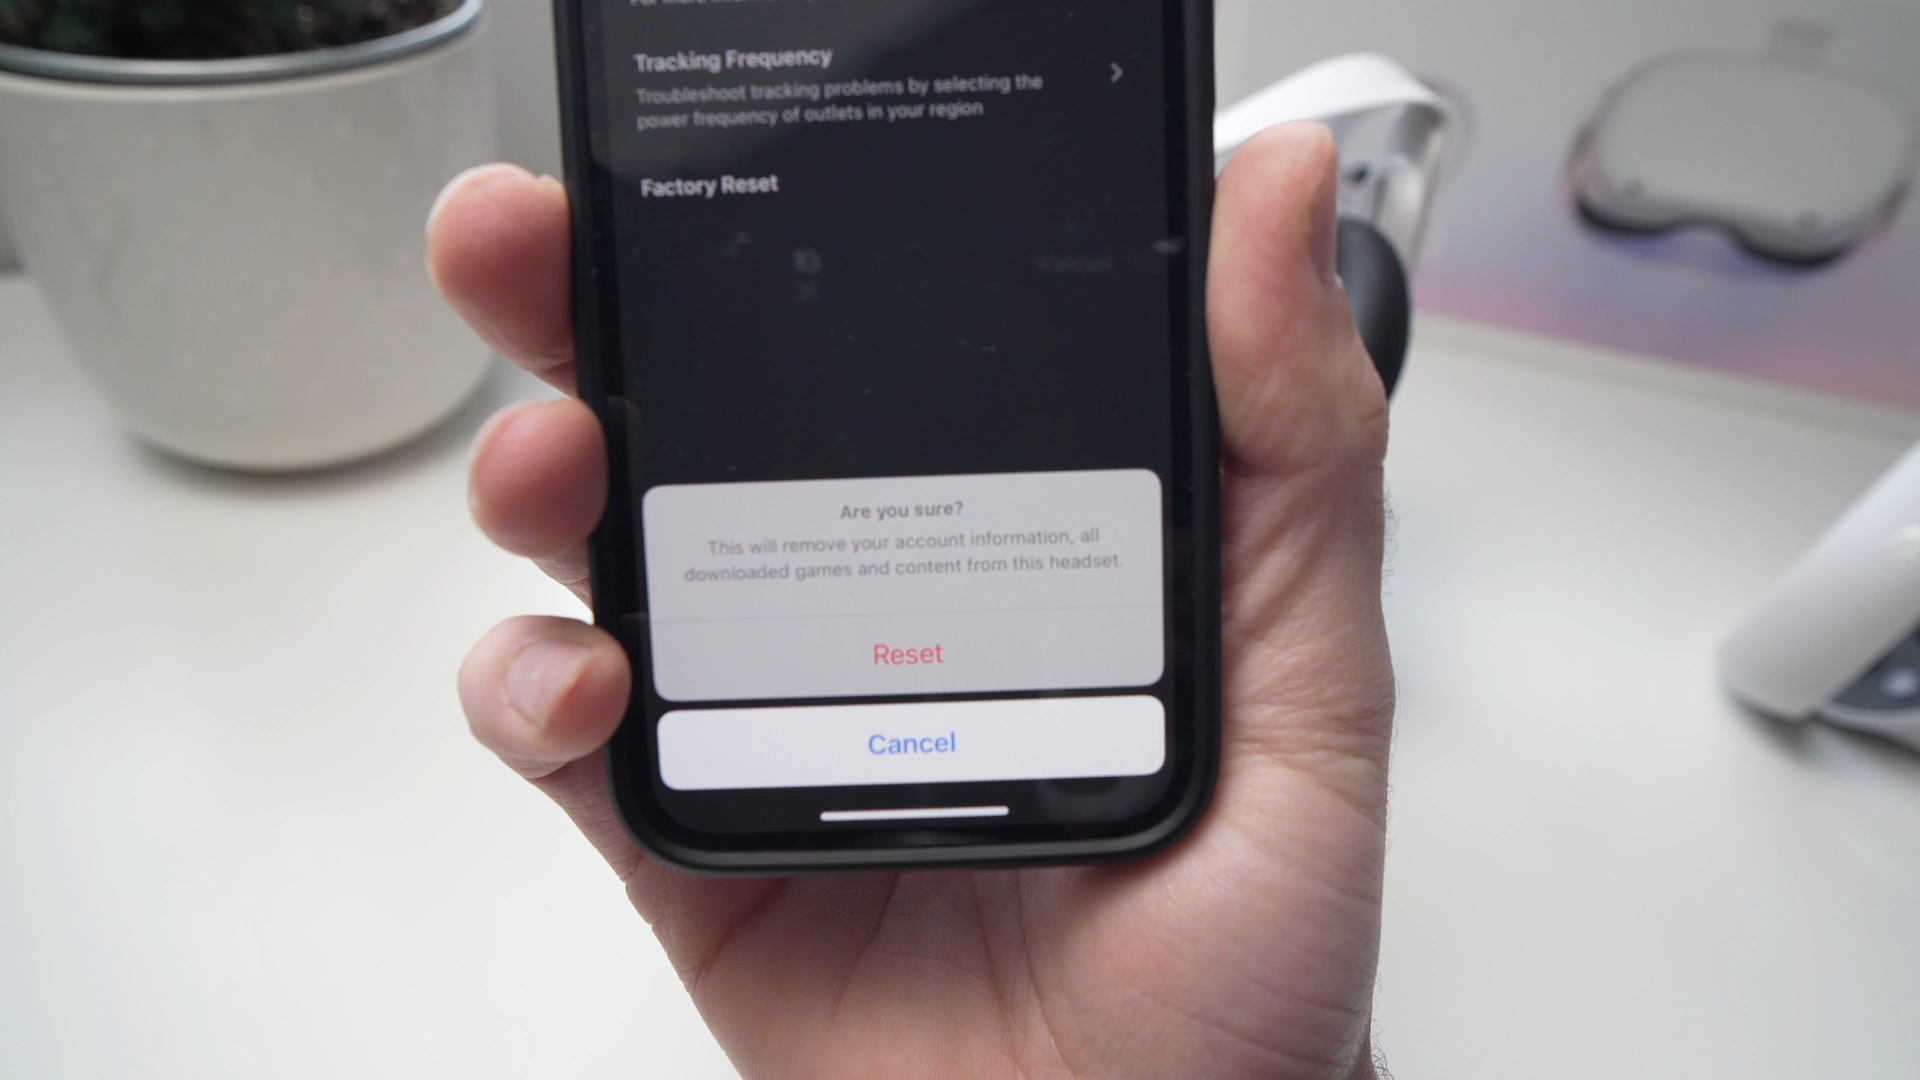 Tracking Frequency
Troubleshoot tracking problems by selecting the
power frequency of outlets in your region
Factory Reset
Are you sure?
This will remove your account information, all
downloaded games and content from this headset.
Reset
Cancel